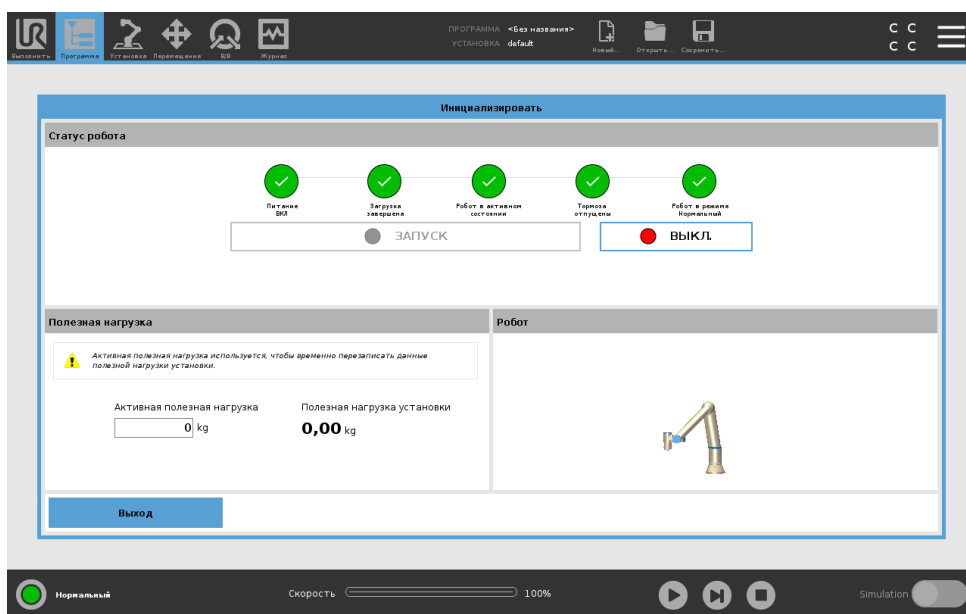 UR
Выполнить
Программа
Установка
Перемещение
В/В
Журнал
ПРОГРАММА <Без названия>
УСТАНОВКА default
Новый...
Открыть...
Сохранить...
C C
C C
Инициализировать
Статус робота
Питание
ВКЛ
Загрузка
завершена
Робот в активном
состоянии
Тормоза
отпущены
Робот в режиме
Нормальный
ЗАПУСК
ВЫКЛ.
Полезная нагрузка
Активная полезная нагрузка используется, чтобы временно перезаписать данные
полезной нагрузки установки.
Активная полезная нагрузка
0 kg
Полезная нагрузка установки
0,00 kg
Робот
Выход
Нормальный
Скорость
100%
Simulation